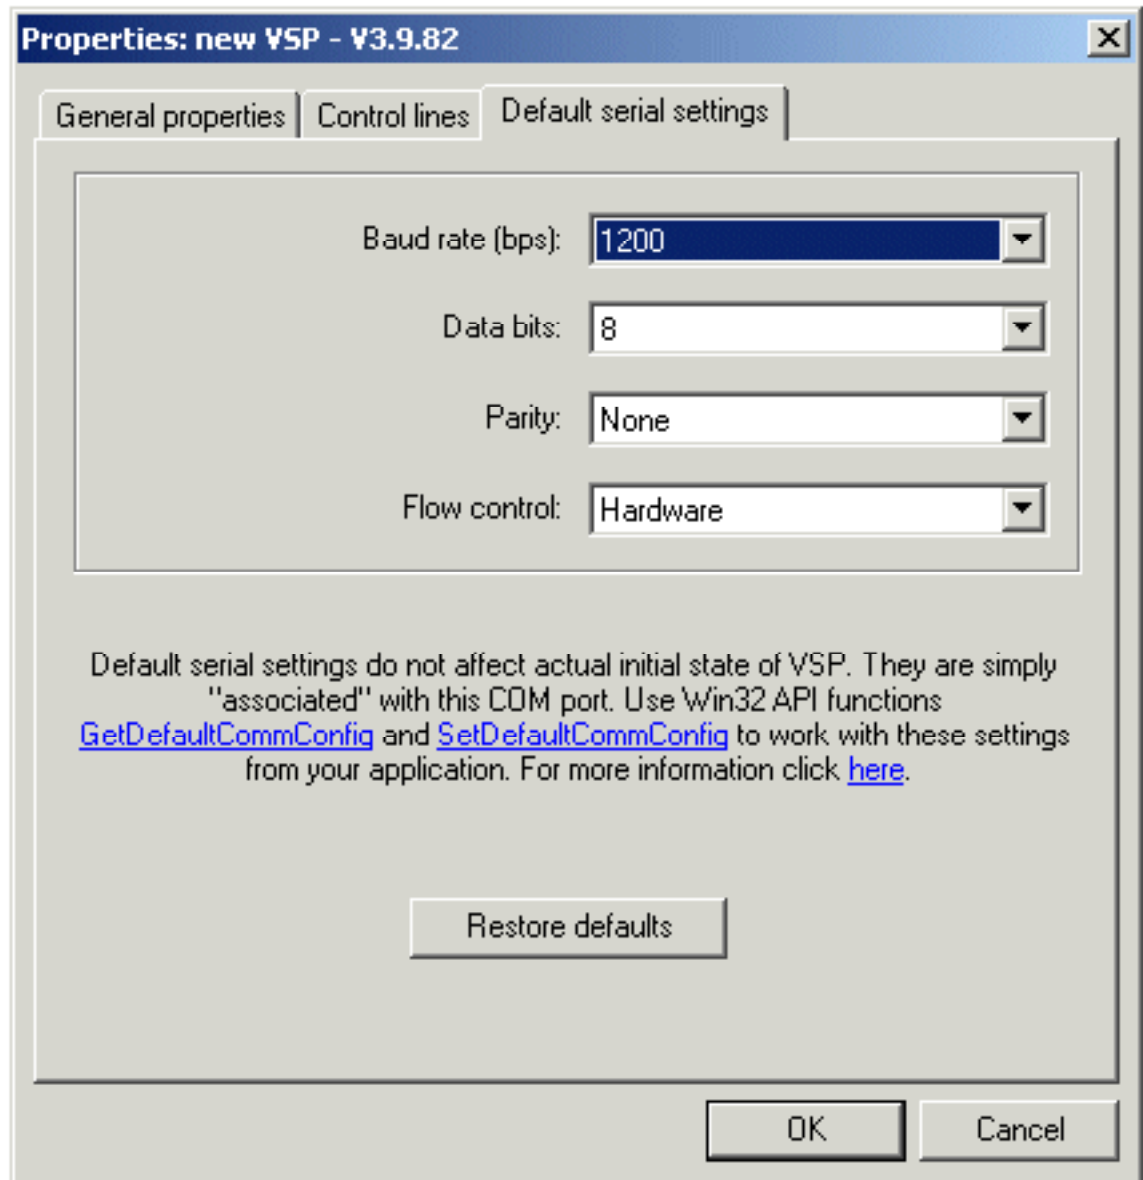 Properties: new VSP - V3.9.82
General properties
Control lines
Default serial settings
Baud rate (bps): 1200
Data bits: 8
Parity: None
Flow control: Hardware
Default serial settings do not affect actual initial state of VSP. They are simply
"associated" with this COM port. Use Win32 API functions
GetDefaultCommConfig and SetDefaultCommConfig to work with these settings
from your application. For more information click here.
Restore defaults
OK
Cancel